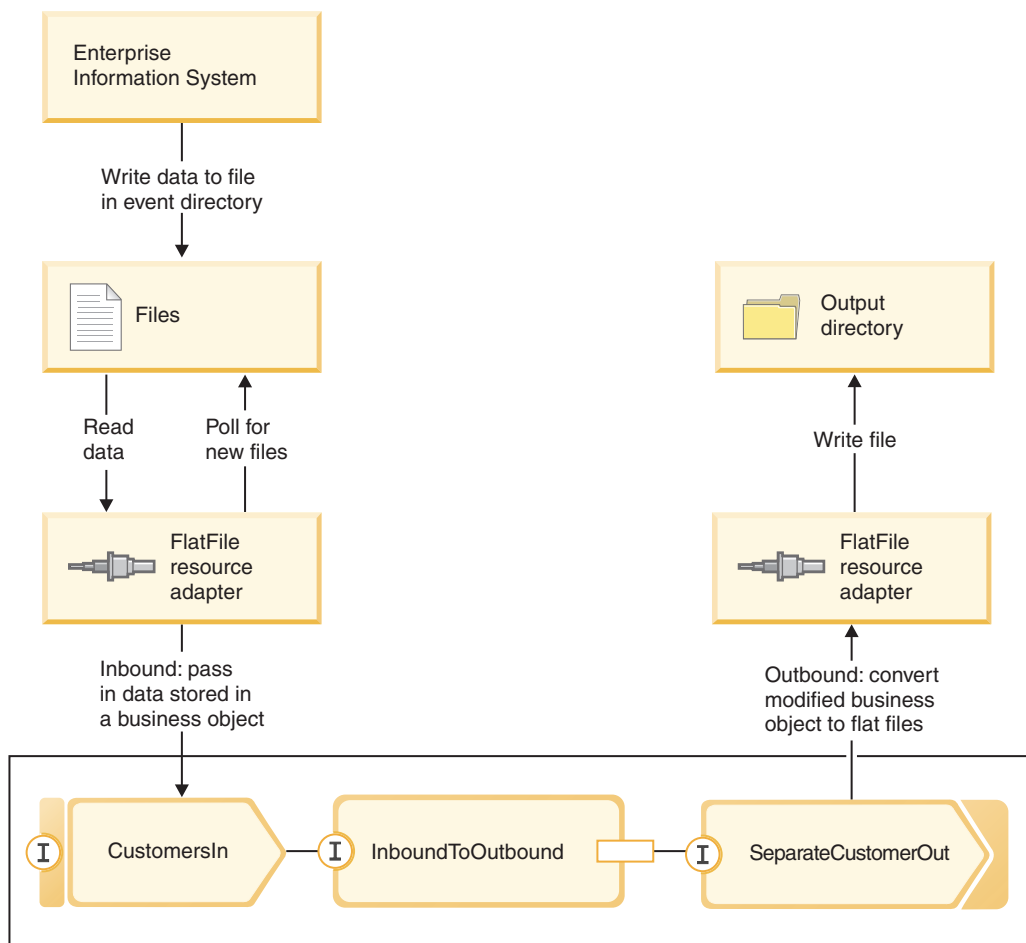 Enterprise
Information System
Write data to file
in event directory
Files
Output
directory
Read
data
Poll for
new files
Write file
FlatFile
resource
adapter
FlatFile
resource
adapter
Inbound: pass
in data stored in
a business object
Outbound: convert
modified business
object to flat files
I
CustomersIn
I
InboundToOutbound
I
SeparateCustomerOut